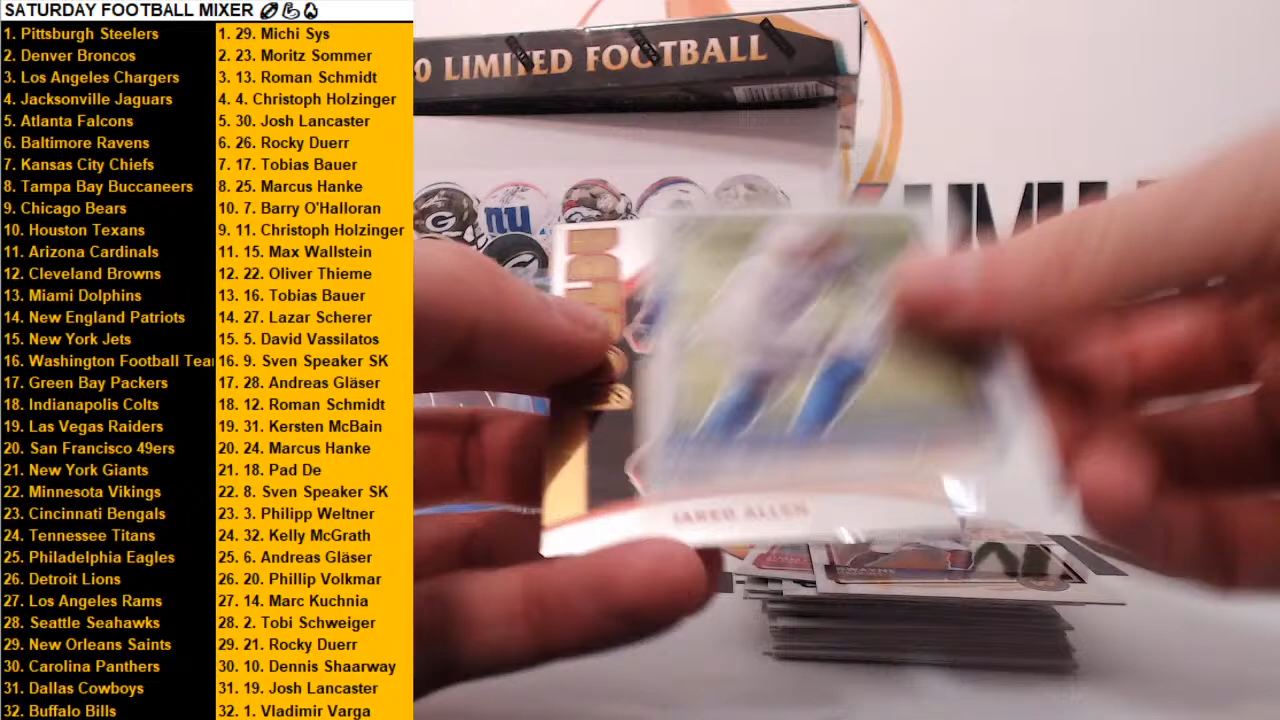 SATURDAY FOOTBALL MIXER
1. Pittsburgh Steelers
2. Denver Broncos
3. Los Angeles Chargers
4. Jacksonville Jaguars
5. Atlanta Falcons
6. Baltimore Ravens
7. Kansas City Chiefs
8. Tampa Bay Buccaneers
9. Chicago Bears
10. Houston Texans
11. Arizona Cardinals
12. Cleveland Browns
13. Miami Dolphins
14. New England Patriots
15. New York Jets
16. Washington Football Tea
17. Green Bay Packers
18. Indianapolis Colts
19. Las Vegas Raiders
20. San Francisco 49ers
21. New York Giants
22. Minnesota Vikings
23. Cincinnati Bengals
24. Tennessee Titans
25. Philadelphia Eagles
26. Detroit Lions
27. Los Angeles Rams
28. Seattle Seahawks
29. New Orleans Saints
30. Carolina Panthers
31. Dallas Cowboys
32. Buffalo Bills
1. 29. Michi Sys
2. 23. Moritz Sommer
3. 13. Roman Schmidt
4. 4. Christoph Holzinger
5. 30. Josh Lancaster
6. 26. Rocky Duerr
7. 17. Tobias Bauer
8. 25. Marcus Hanke
10. 7. Barry O'Halloran
9. 11. Christoph Holzinger
11. 15. Max Wallstein
12. 22. Oliver Thieme
13. 16. Tobias Bauer
14. 27. Lazar Scherer
15. 5. David Vassilatos
16. 9. Sven Speaker SK
17. 28. Andreas Gläser
18. 12. Roman Schmidt
19. 31. Kersten McBain
20. 24. Marcus Hanke
21. 18. Pad De
22. 8. Sven Speaker SK
23. 3. Philipp Weltner
24. 32. Kelly McGrath
25. 6. Andreas Gläser
26. 20. Phillip Volkmar
27. 14. Marc Kuchnia
28. 2. Tobi Schweiger
29. 21. Rocky Duerr
30. 10. Dennis Shaarway
31. 19. Josh Lancaster
32. 1. Vladimir Varga
0 LIMITED FOOTBALL
JARED ALLEN
DWAYNE